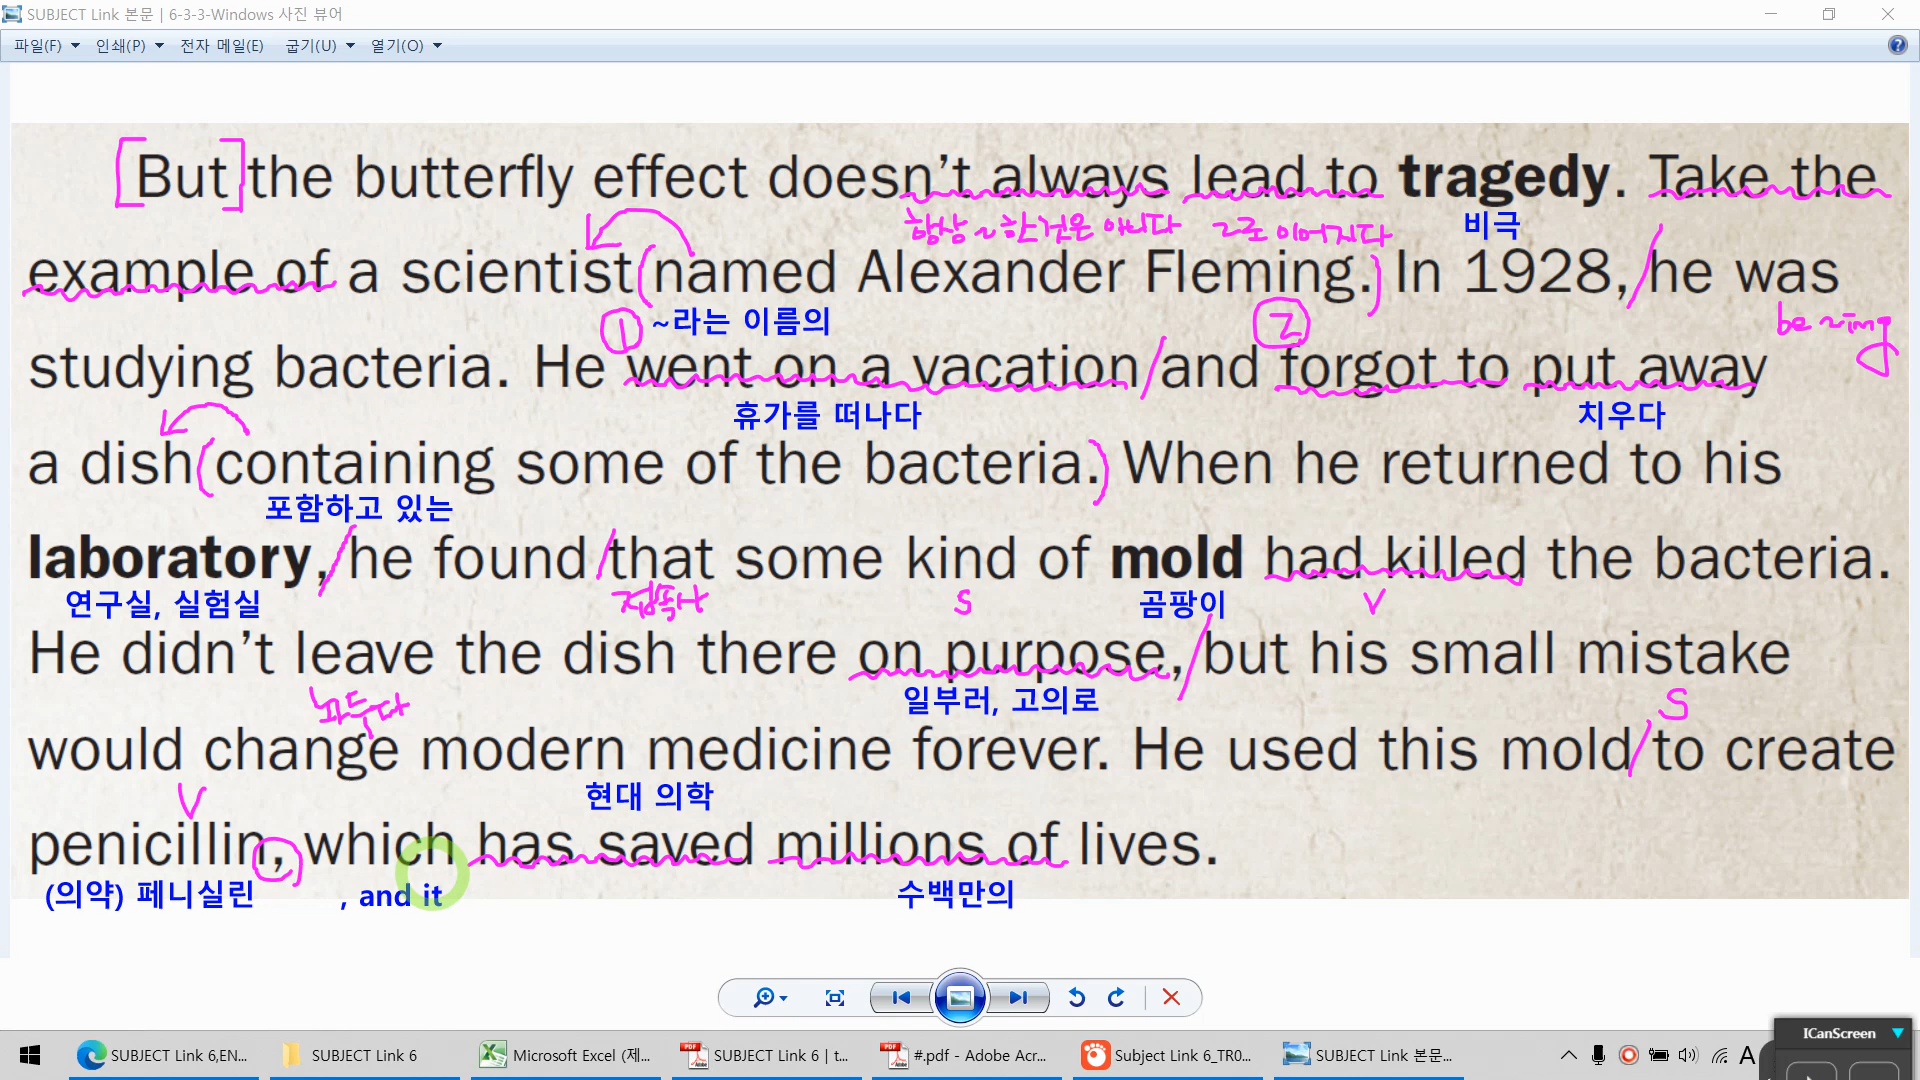 SUBJECT Link 본문 | 6-3-3-Windows 사진 뷰어
파일(F) 인쇄(P) 전자 메일(E) 굽기(U) 열기(O)
[But] the butterfly effect doesn't always lead to tragedy. Take the
항상 ~한 것은 아니다 ~로 이어지다 비극
example of a scientist (named Alexander Fleming.) In 1928, / he was
① ~라는 이름의 ② be ~ing
studying bacteria. He went on a vacation / and forgot to put away
휴가를 떠나다 치우다
a dish (containing some of the bacteria.) When he returned to his
포함하고 있는
laboratory, / he found / that some kind of mold had killed the bacteria.
연구실, 실험실 접속사 S 곰팡이 V
He didn't leave the dish there on purpose, / but his small mistake
놔두다 일부러, 고의로 S
would change modern medicine forever. He used this mold / to create
V 현대 의학
penicillin, which has saved millions of lives.
(의약) 페니실린 , and it 수백만의
ICanScreen
SUBJECT Link 6,EN... SUBJECT Link 6 Microsoft Excel (제... SUBJECT Link 6 | t... #.pdf - Adobe Acr... Subject Link 6_TR0... SUBJECT Link 본문... A